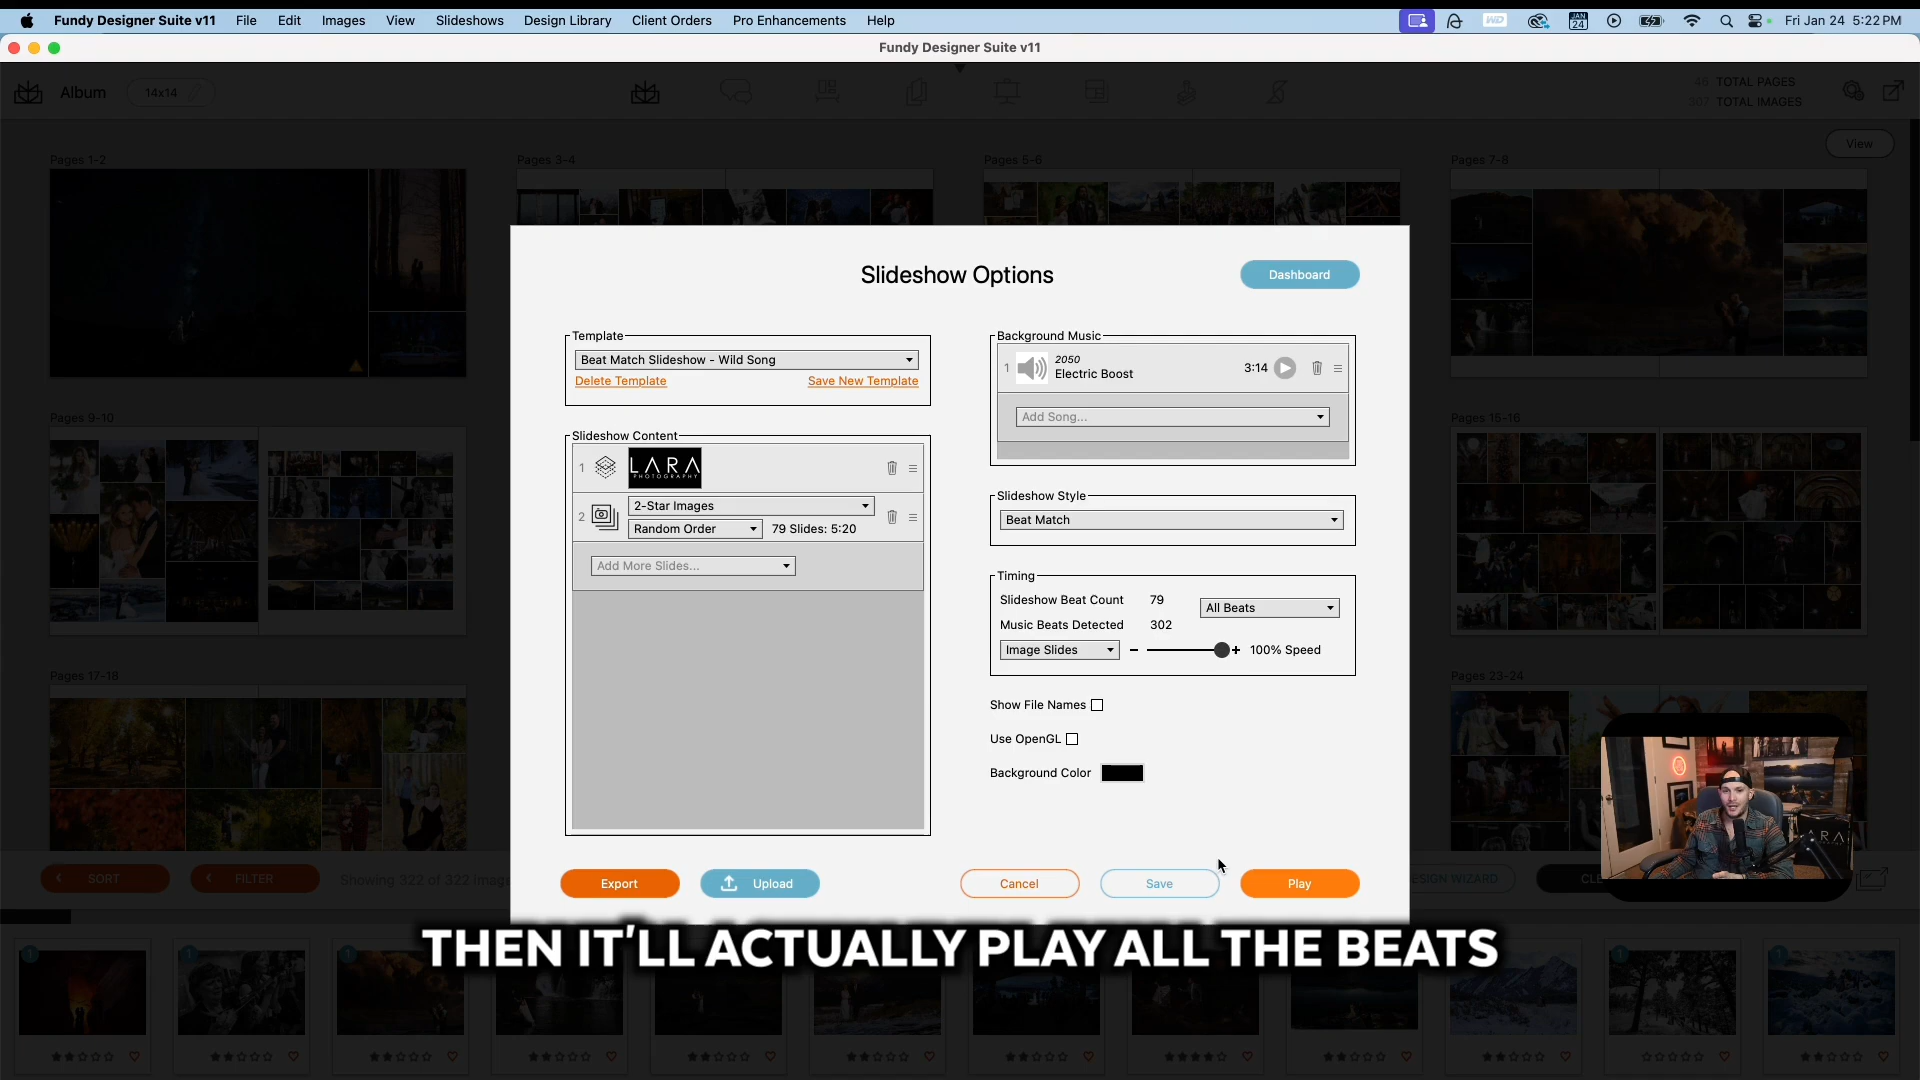 Fundy Designer Suite v11 File Edit Images View Slideshows Design Library Client Orders Pro Enhancements Help
JAN 24 Fri Jan 24 5:22 PM
Fundy Designer Suite v11
Album 14x14
46 TOTAL PAGES
307 TOTAL IMAGES
View
Pages 1-2 Pages 3-4 Pages 5-6 Pages 7-8
Pages 9-10
Pages 15-16
Pages 17-18
Pages 23-24
Slideshow Options
Dashboard
Template
Beat Match Slideshow - Wild Song
Delete Template Save New Template
Slideshow Content
1 LARA
PHOTOGRAPHY
2 2-Star Images
Random Order 79 Slides: 5:20
Add More Slides...
Background Music
1 2050
Electric Boost 3:14
Add Song...
Slideshow Style
Beat Match
Timing
Slideshow Beat Count 79 All Beats
Music Beats Detected 302
Image Slides - + 100% Speed
Show File Names
Use OpenGL
Background Color
Export Upload Cancel Save Play
SORT FILTER Showing 322 of 322 Imag
ESIGN WIZARD CLE
ARA
THEN IT'LL ACTUALLY PLAY ALL THE BEATS